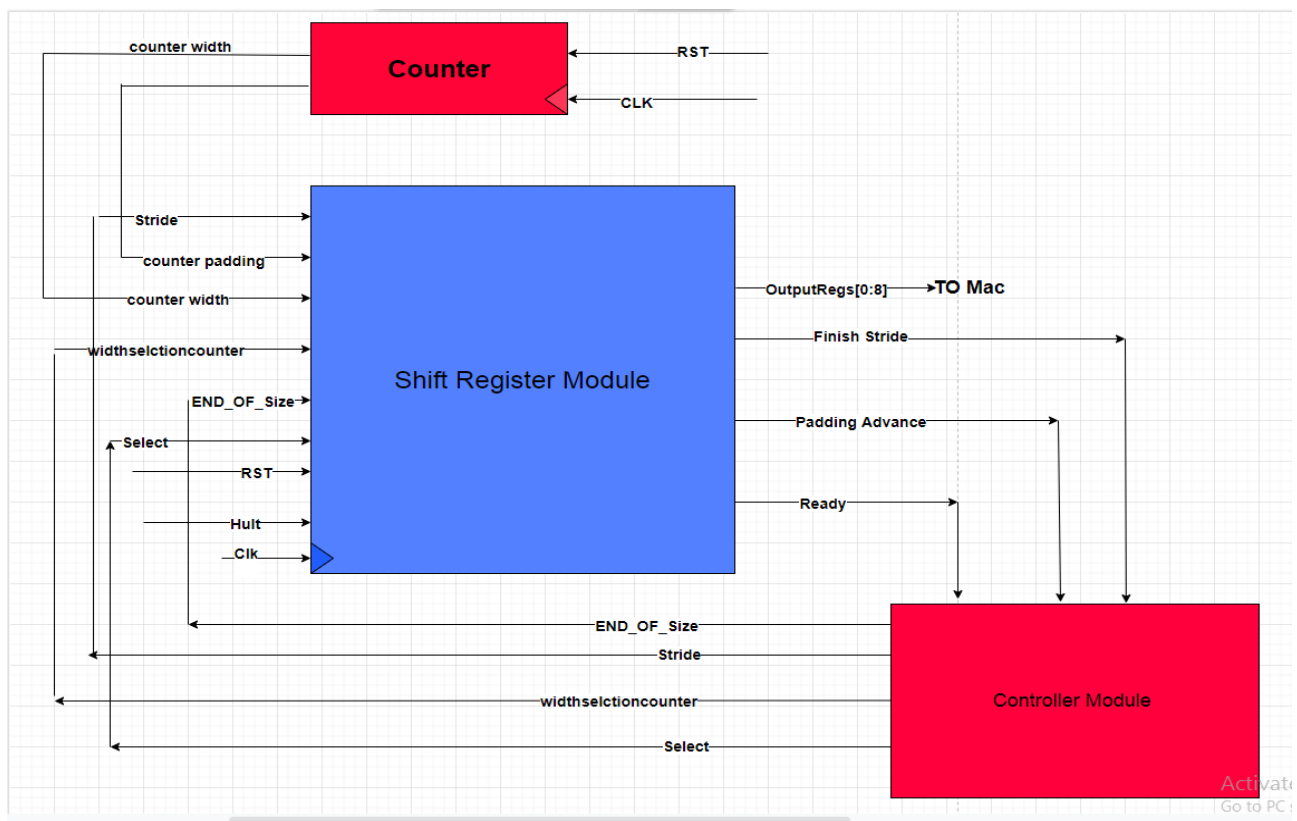 counter width
Counter
RST
CLK
Stride
counter padding
counter width
widthselctioncounter
END_OF_Size
Select
RST
Hult
Clk
Shift Register Module
OutputRegs[0:8]
TO Mac
Finish Stride
Padding Advance
Ready
END_OF_Size
Stride
widthselctioncounter
Select
Controller Module
Activate
Go to PC s